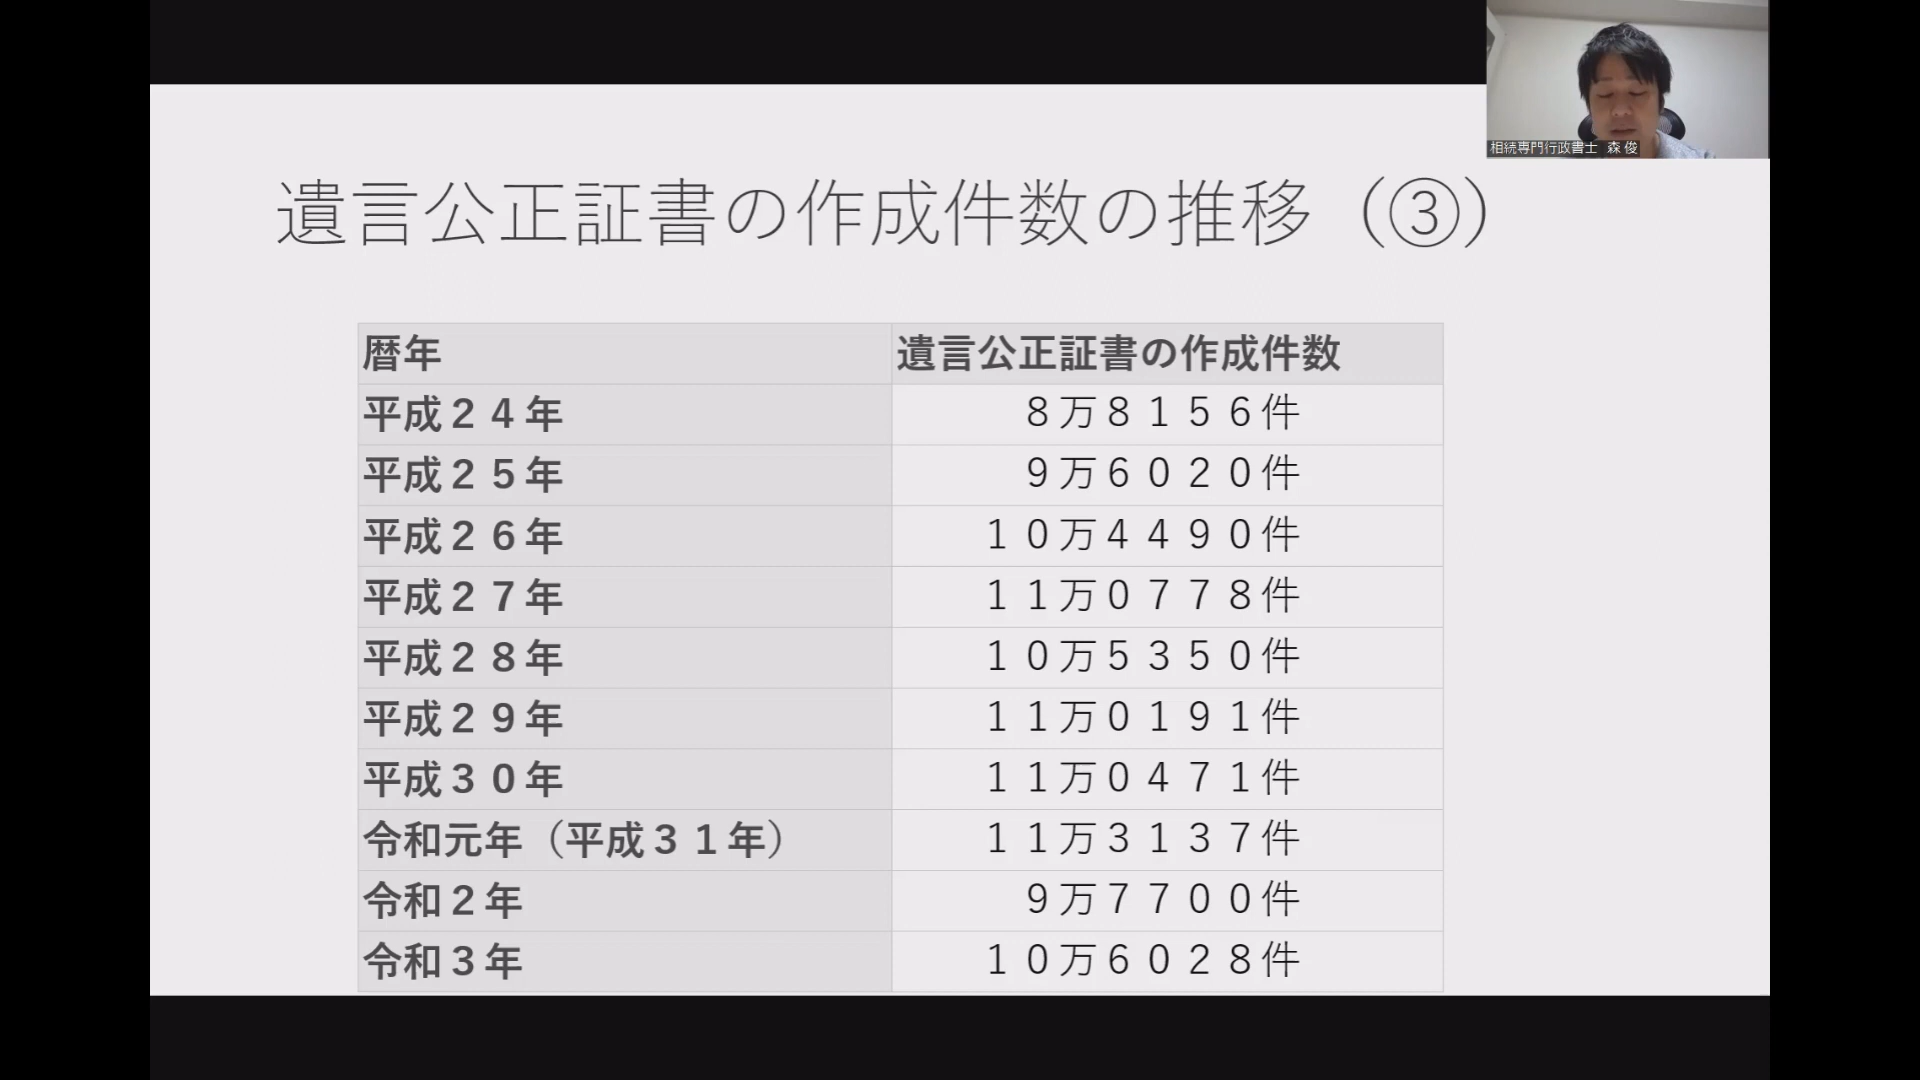 相続専門行政書士 森 俊
遺言公正証書の作成件数の推移（③）
暦年 遺言公正証書の作成件数
平成２４年 ８万８１５６件
平成２５年 ９万６０２０件
平成２６年 １０万４４９０件
平成２７年 １１万０７７８件
平成２８年 １０万５３５０件
平成２９年 １１万０１９１件
平成３０年 １１万０４７１件
令和元年（平成３１年） １１万３１３７件
令和２年 ９万７７００件
令和３年 １０万６０２８件